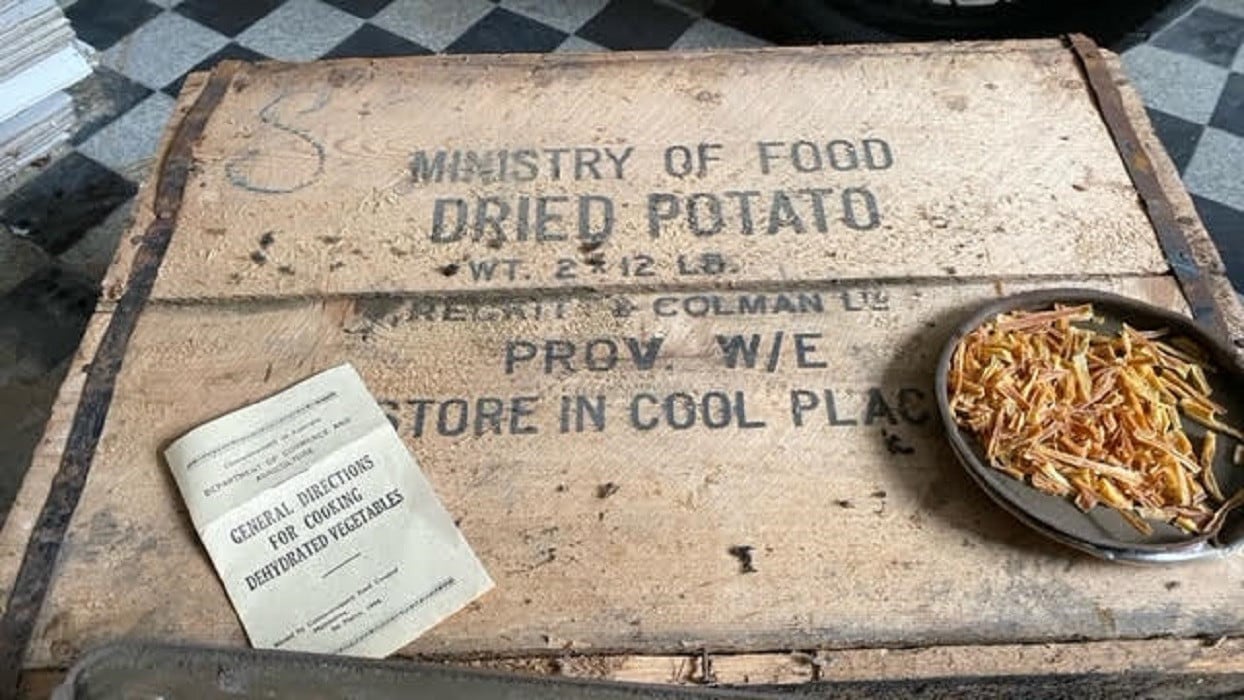 S
MINISTRY OF FOOD
DRIED POTATO
WT. 2 × 12 LB.
RECKITT & COLMAN LTD
PROV. W/E
STORE IN COOL PLAC
DEPARTMENT OF COMMERCE AND
AGRICULTURE
GENERAL DIRECTIONS
FOR COOKING
DEHYDRATED VEGETABLES